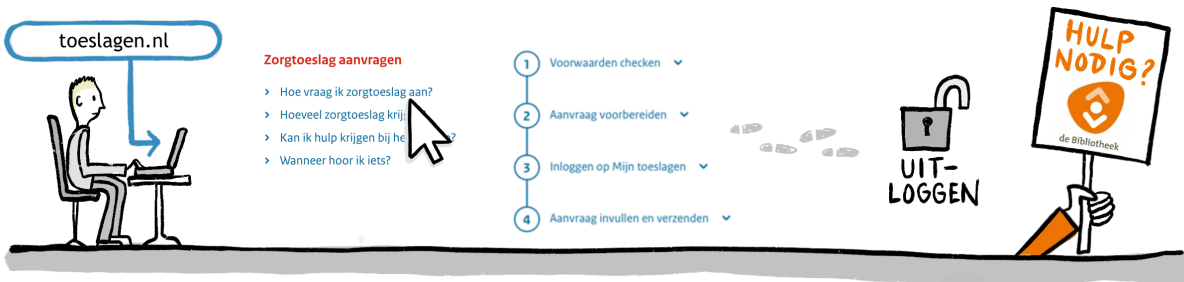 toeslagen.nl
Zorgtoeslag aanvragen
Hoe vraag ik zorgtoeslag aan?
Hoeveel zorgtoeslag krij
Kan ik hulp krijgen bij he ?
Wanneer hoor ik iets?
1 Voorwaarden checken
2 Aanvraag voorbereiden
3 Inloggen op Mijn toeslagen
4 Aanvraag invullen en verzenden
UIT-
LOGGEN
HULP
NODIG?
de Bibliotheek